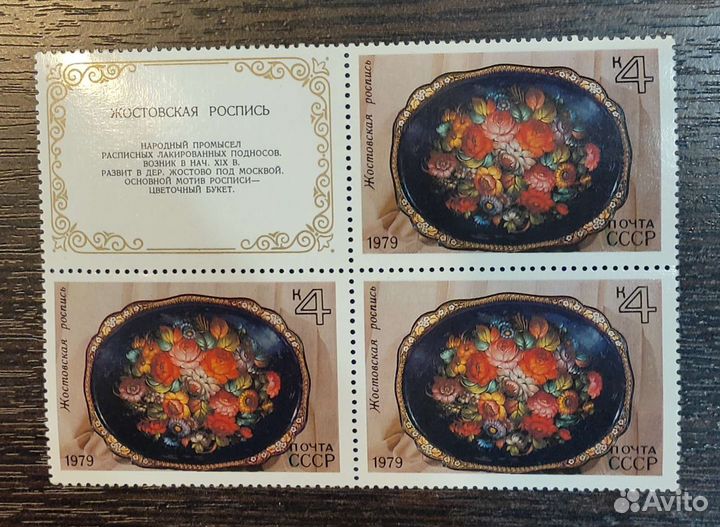 ЖОСТОВСКАЯ РОСПИСЬ
НАРОДНЫЙ ПРОМЫСЕЛ
РАСПИСНЫХ ЛАКИРОВАННЫХ ПОДНОСОВ.
ВОЗНИК В НАЧ. XIX В.
РАЗВИТ В ДЕР. ЖОСТОВО ПОД МОСКВОЙ.
ОСНОВНОЙ МОТИВ РОСПИСИ—
ЦВЕТОЧНЫЙ БУКЕТ.
Жостовская роспись
к4
1979
ПОЧТА
СССР
Жостовская роспись
к4
1979
ПОЧТА
СССР
Жостовская роспись
к4
1979
ПОЧТА
СССР
Avito